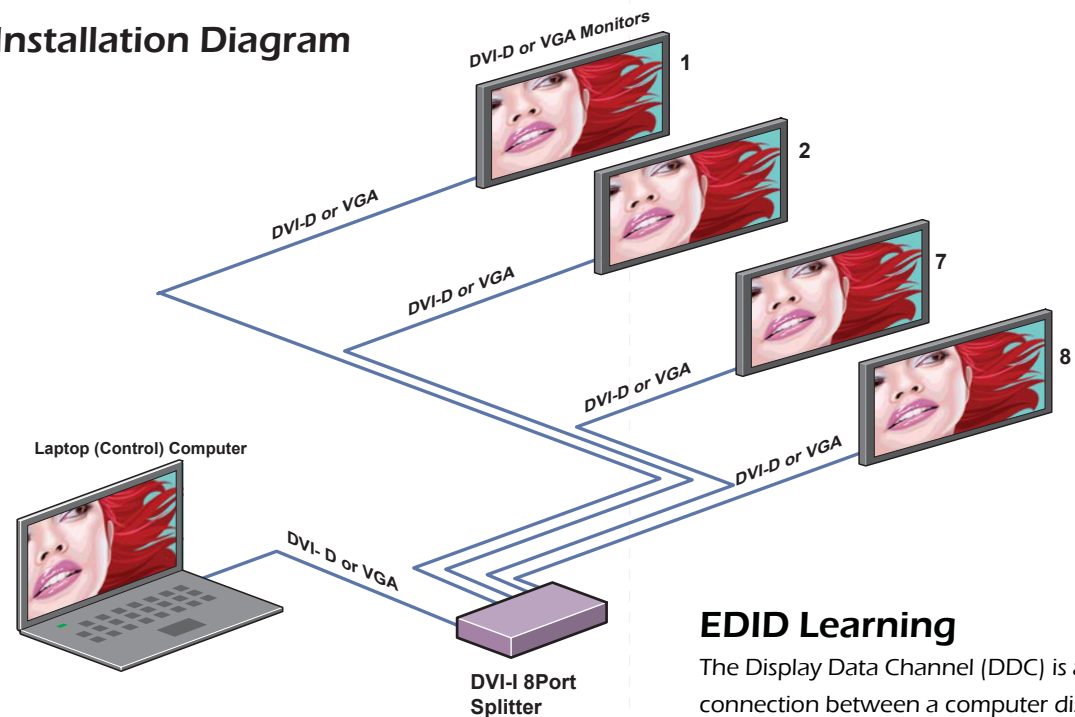 Installation Diagram
DVI-D or VGA Monitors
1
2
7
8
DVI-D or VGA
DVI-D or VGA
DVI-D or VGA
DVI-D or VGA
Laptop (Control) Computer
DVI- D or VGA
DVI-I 8Port
Splitter
EDID Learning
The Display Data Channel (DDC) is
connection between a computer